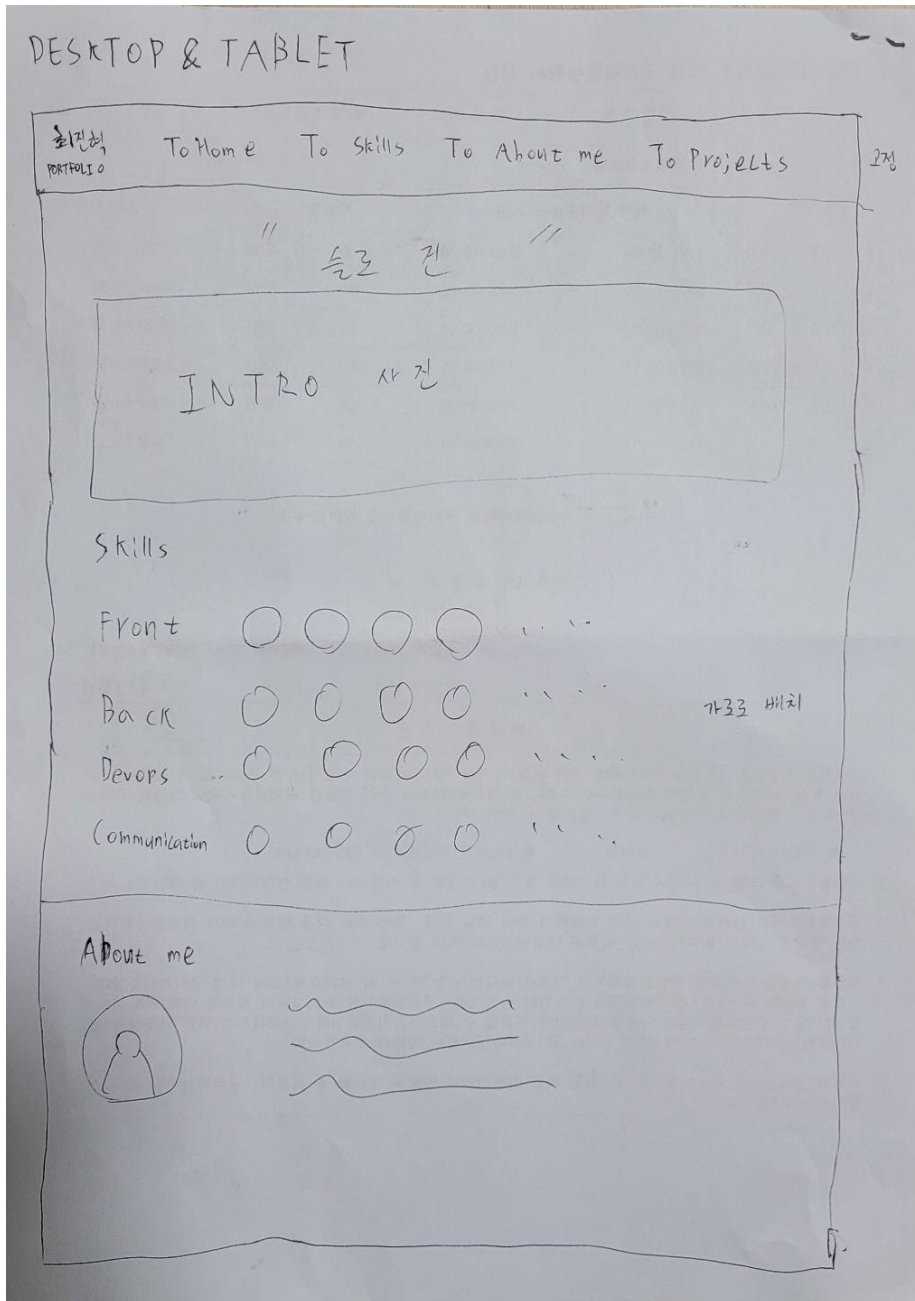 DESKTOP & TABLET
최진혁
PORTFOLIO
To Home To Skills To About me To Projects
고정
" 슬로건 "
INTRO 사진
Skills
Front
Back
가로로 배치
Devops
Communication
About me